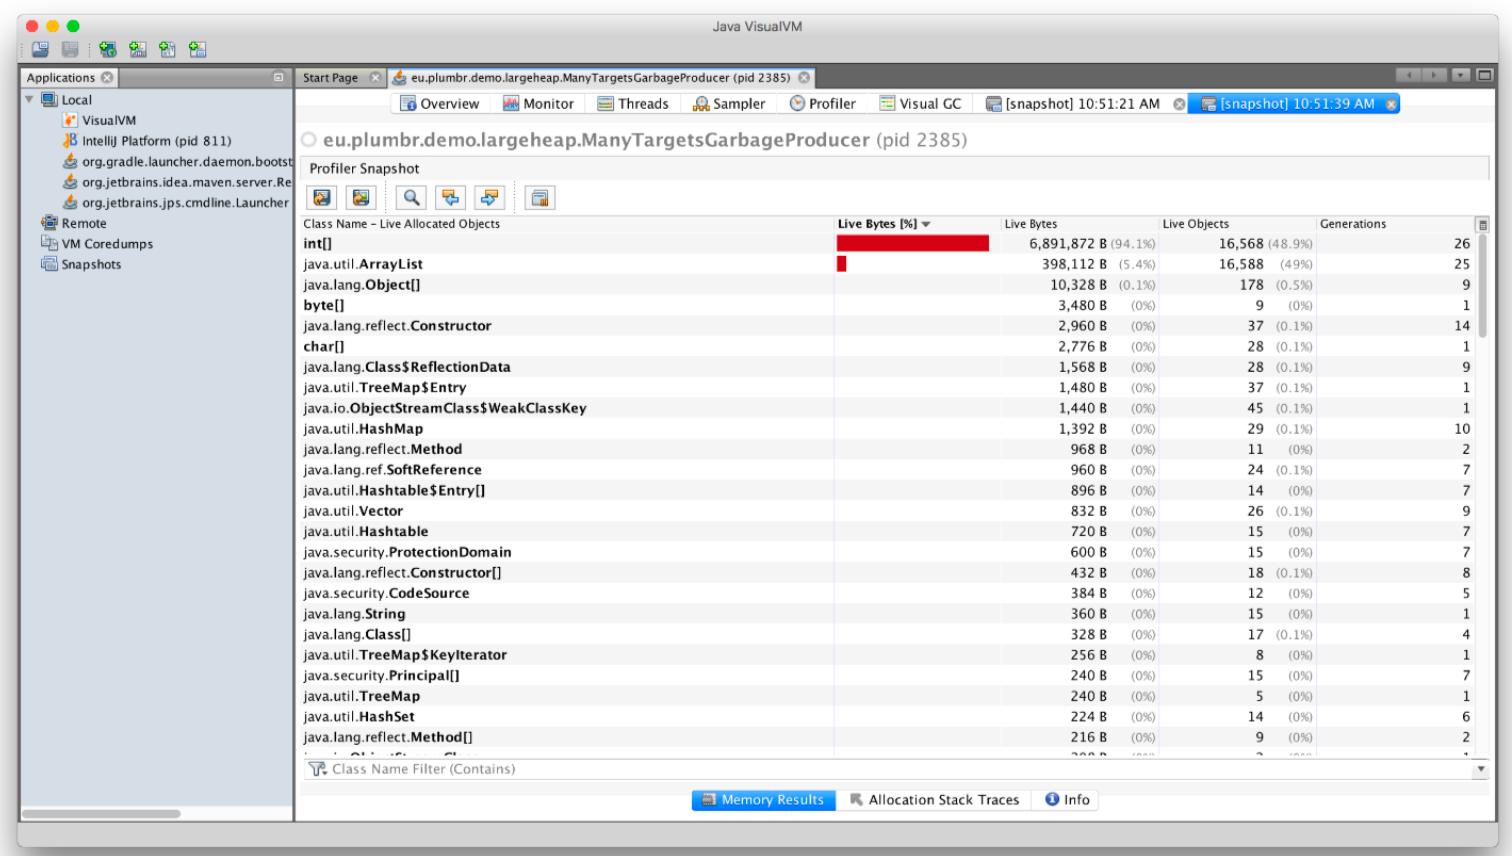 Java VisualVM
Applications
Start Page
eu.plumbr.demo.largeheap.ManyTargetsGarbageProducer (pid 2385)
Local
VisualVM
IntelliJ Platform (pid 811)
org.gradle.launcher.daemon.bootst
org.jetbrains.idea.maven.server.Re
org.jetbrains.jps.cmdline.Launcher
Remote
VM Coredumps
Snapshots
Overview Monitor Threads Sampler Profiler Visual GC [snapshot] 10:51:21 AM [snapshot] 10:51:39 AM
eu.plumbr.demo.largeheap.ManyTargetsGarbageProducer (pid 2385)
Profiler Snapshot
Class Name – Live Allocated Objects Live Bytes [%] Live Bytes Live Objects Generations
int[] 6,891,872 B (94.1%) 16,568 (48.9%) 26
java.util.ArrayList 398,112 B (5.4%) 16,588 (49%) 25
java.lang.Object[] 10,328 B (0.1%) 178 (0.5%) 9
byte[] 3,480 B (0%) 9 (0%) 1
java.lang.reflect.Constructor 2,960 B (0%) 37 (0.1%) 14
char[] 2,776 B (0%) 28 (0.1%) 1
java.lang.Class$ReflectionData 1,568 B (0%) 28 (0.1%) 9
java.util.TreeMap$Entry 1,480 B (0%) 37 (0.1%) 1
java.io.ObjectStreamClass$WeakClassKey 1,440 B (0%) 45 (0.1%) 1
java.util.HashMap 1,392 B (0%) 29 (0.1%) 10
java.lang.reflect.Method 968 B (0%) 11 (0%) 2
java.lang.ref.SoftReference 960 B (0%) 24 (0.1%) 7
java.util.Hashtable$Entry[] 896 B (0%) 14 (0%) 7
java.util.Vector 832 B (0%) 26 (0.1%) 9
java.util.Hashtable 720 B (0%) 15 (0%) 7
java.security.ProtectionDomain 600 B (0%) 15 (0%) 7
java.lang.reflect.Constructor[] 432 B (0%) 18 (0.1%) 8
java.security.CodeSource 384 B (0%) 12 (0%) 5
java.lang.String 360 B (0%) 15 (0%) 1
java.lang.Class[] 328 B (0%) 17 (0.1%) 4
java.util.TreeMap$KeyIterator 256 B (0%) 8 (0%) 1
java.security.Principal[] 240 B (0%) 15 (0%) 7
java.util.TreeMap 240 B (0%) 5 (0%) 1
java.util.HashSet 224 B (0%) 14 (0%) 6
java.lang.reflect.Method[] 216 B (0%) 9 (0%) 2
Class Name Filter (Contains)
Memory Results Allocation Stack Traces Info